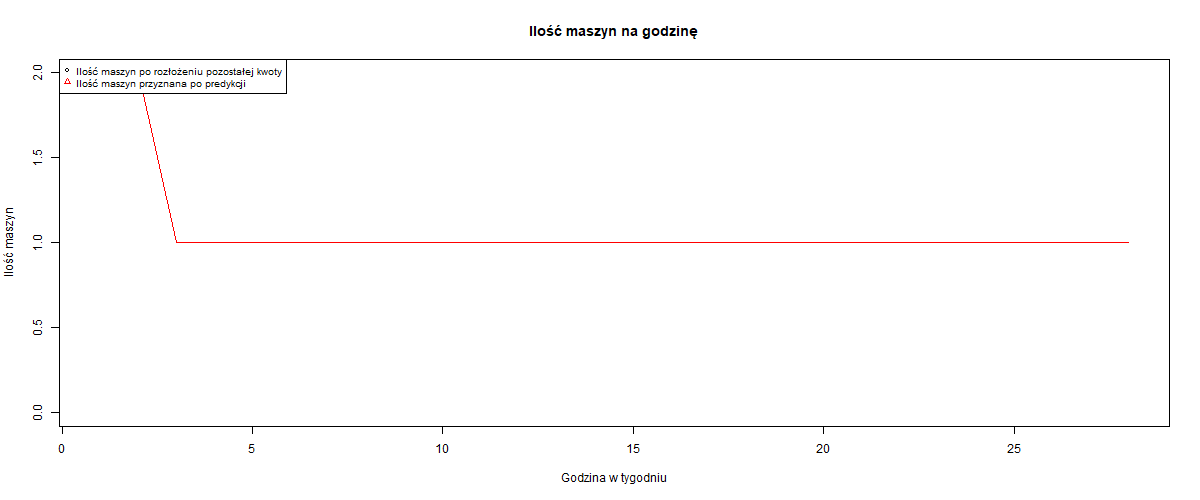 Ilość maszyn na godzinę
Ilość maszyn po rozłożeniu pozostałej kwoty
Ilość maszyn przyznana po predykcji
Ilość maszyn
2.0
1.5
1.0
0.5
0.0
0 5 10 15 20 25
Godzina w tygodniu